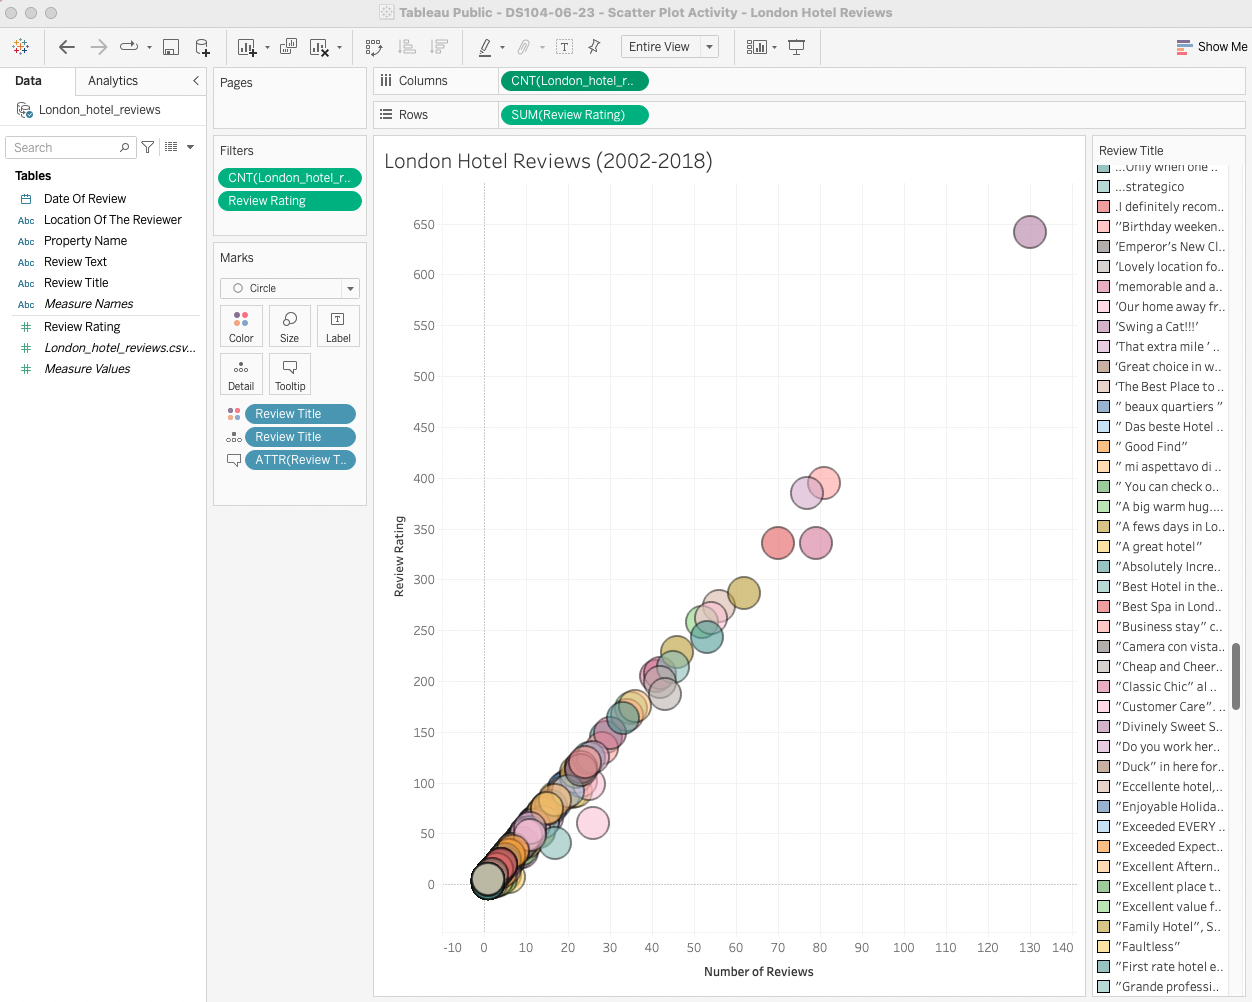 Tableau Public - DS104-06-23 - Scatter Plot Activity - London Hotel Reviews
Entire View
Show Me
Data
Analytics
London_hotel_reviews
Search
Tables
Date Of Review
Abc Location Of The Reviewer
Abc Property Name
Abc Review Text
Abc Review Title
Abc Measure Names
# Review Rating
# London_hotel_reviews.csv...
# Measure Values
Pages
Filters
CNT(London_hotel_r..
Review Rating
Marks
Circle
Color
Size
T
Label
Detail
Tooltip
Review Title
Review Title
ATTR(Review T..
Columns
CNT(London_hotel_r..
Rows
SUM(Review Rating)
London Hotel Reviews (2002-2018)
650
600
550
500
450
400
350
300
250
200
150
100
50
0
Review Rating
-10 0 10 20 30 40 50 60 70 80 90 100 110 120 130 140
Number of Reviews
Review Title
...Only when one ..
...strategico
.I definitely recom..
"Birthday weeken..
'Emperor's New Cl..
'Lovely location fo..
'memorable and a..
'Our home away fr..
'Swing a Cat!!!'
'That extra mile ' ..
'Great choice in w..
'The Best Place to ..
" beaux quartiers "
" Das beste Hotel ..
" Good Find"
" mi aspettavo di ..
" You can check o..
"A big warm hug....
"A fews days in Lo..
"A great hotel"
"Absolutely Incre..
"Best Hotel in the..
"Best Spa in Lond..
"Business stay" c..
"Camera con vista..
"Cheap and Cheer..
"Classic Chic" al ..
"Customer Care". ..
"Divinely Sweet S..
"Do you work her..
"Duck" in here for..
"Eccellente hotel,..
"Enjoyable Holida..
"Exceeded EVERY ..
"Exceeded Expect..
"Excellent Aftern..
"Excellent place t..
"Excellent value f..
"Family Hotel", S..
"Faultless"
"First rate hotel e..
"Grande professi..